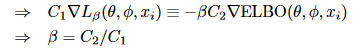 ⇒ C₁∇L_β(θ, ϕ, xᵢ) ≡ −βC₂∇ELBO(θ, ϕ, xᵢ)
⇒ β = C₂/C₁